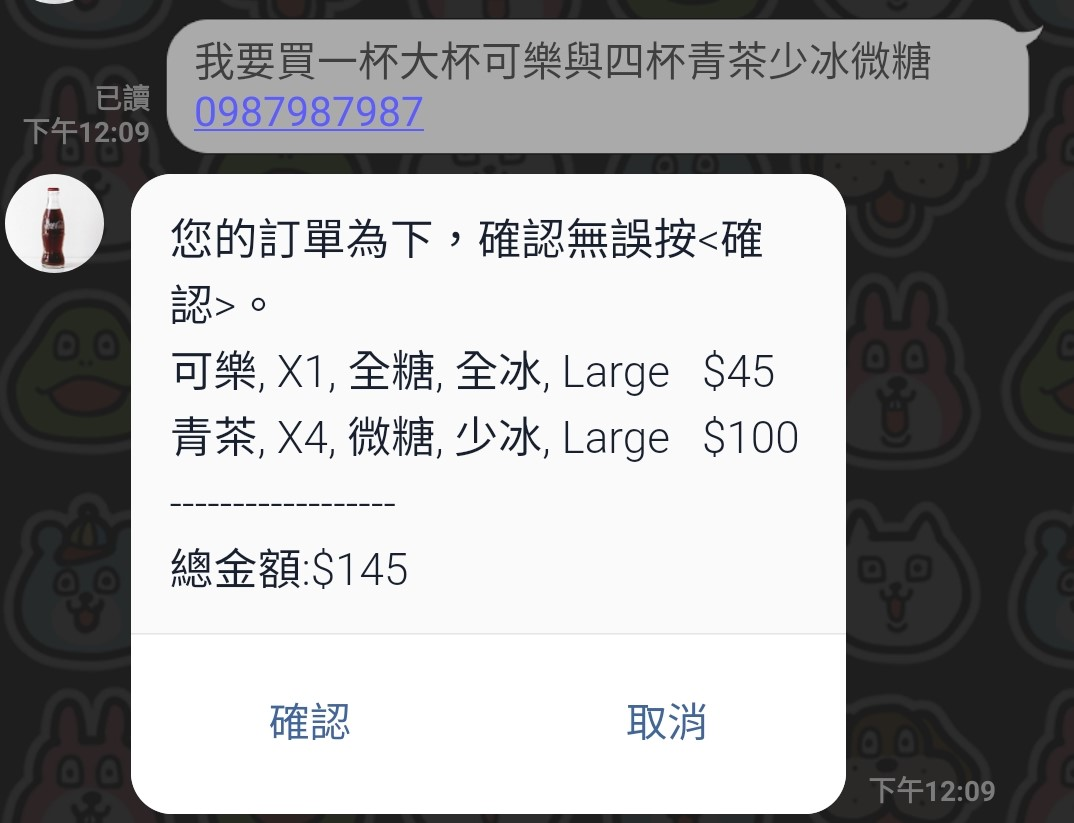 我要買一杯大杯可樂與四杯青茶少冰微糖
0987987987
已讀
下午12:09
您的訂單為下，確認無誤按<確
認>。
可樂, X1, 全糖, 全冰, Large $45
青茶, X4, 微糖, 少冰, Large $100
------------------
總金額:$145
確認 取消
下午12:09